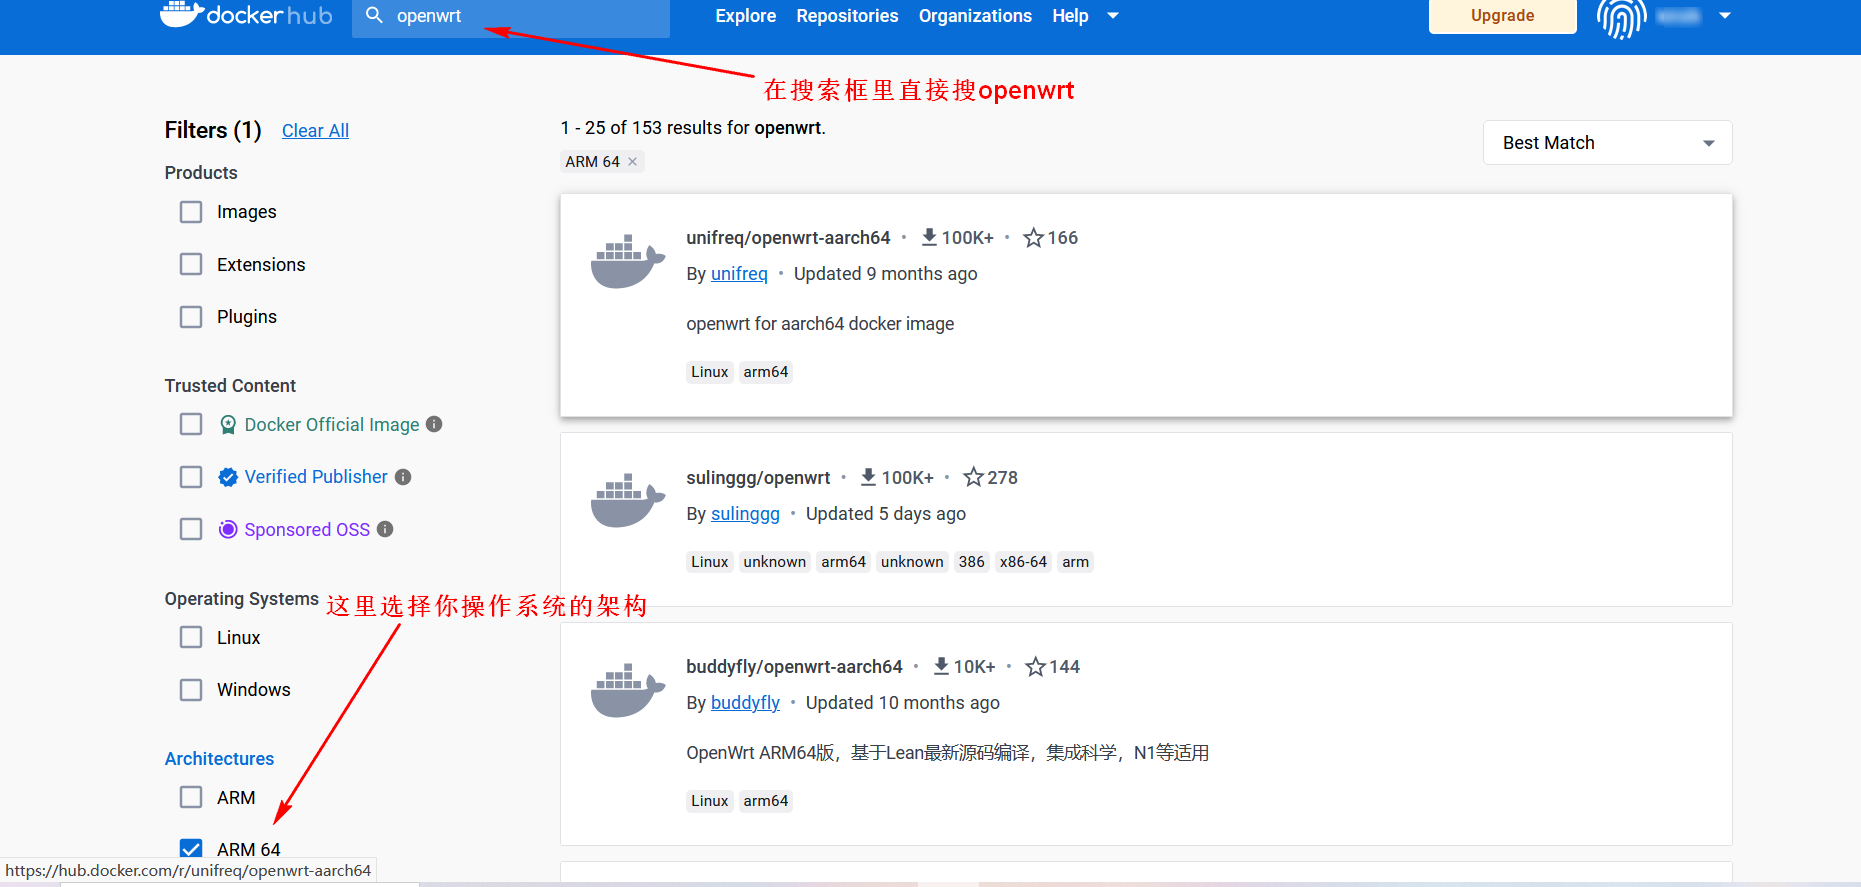 dockerhub
openwrt
Explore Repositories Organizations Help
Upgrade
在搜索框里直接搜openwrt
Filters (1) Clear All
1 - 25 of 153 results for openwrt.
Best Match
ARM 64 ×
Products
Images
Extensions
Plugins
Trusted Content
Docker Official Image
Verified Publisher
Sponsored OSS
Operating Systems
这里选择你操作系统的架构
Linux
Windows
Architectures
ARM
ARM 64
unifreq/openwrt-aarch64 • 100K+ • 166
By unifreq • Updated 9 months ago
openwrt for aarch64 docker image
Linux arm64
sulinggg/openwrt • 100K+ • 278
By sulinggg • Updated 5 days ago
Linux unknown arm64 unknown 386 x86-64 arm
buddyfly/openwrt-aarch64 • 10K+ • 144
By buddyfly • Updated 10 months ago
OpenWrt ARM64版，基于Lean最新源码编译，集成科学，N1等适用
Linux arm64
https://hub.docker.com/r/unifreq/openwrt-aarch64